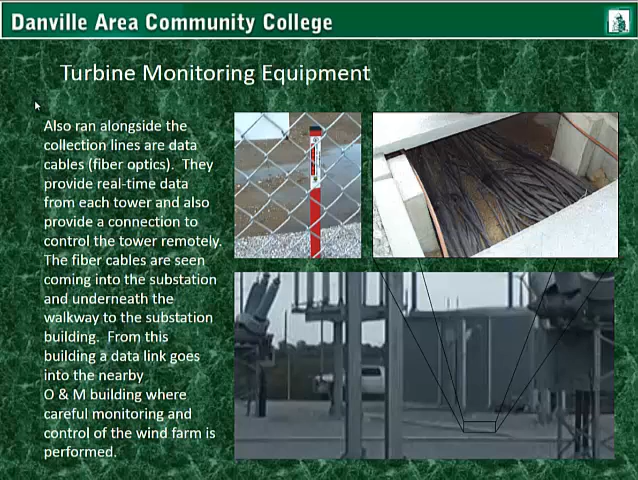 Danville Area Community College
Turbine Monitoring Equipment
Also ran alongside the
collection lines are data
cables (fiber optics).  They
provide real-time data
from each tower and also
provide a connection to
control the tower remotely.
The fiber cables are seen
coming into the substation
and underneath the
walkway to the substation
building.  From this
building a data link goes
into the nearby
O & M building where
careful monitoring and
control of the wind farm is
performed.